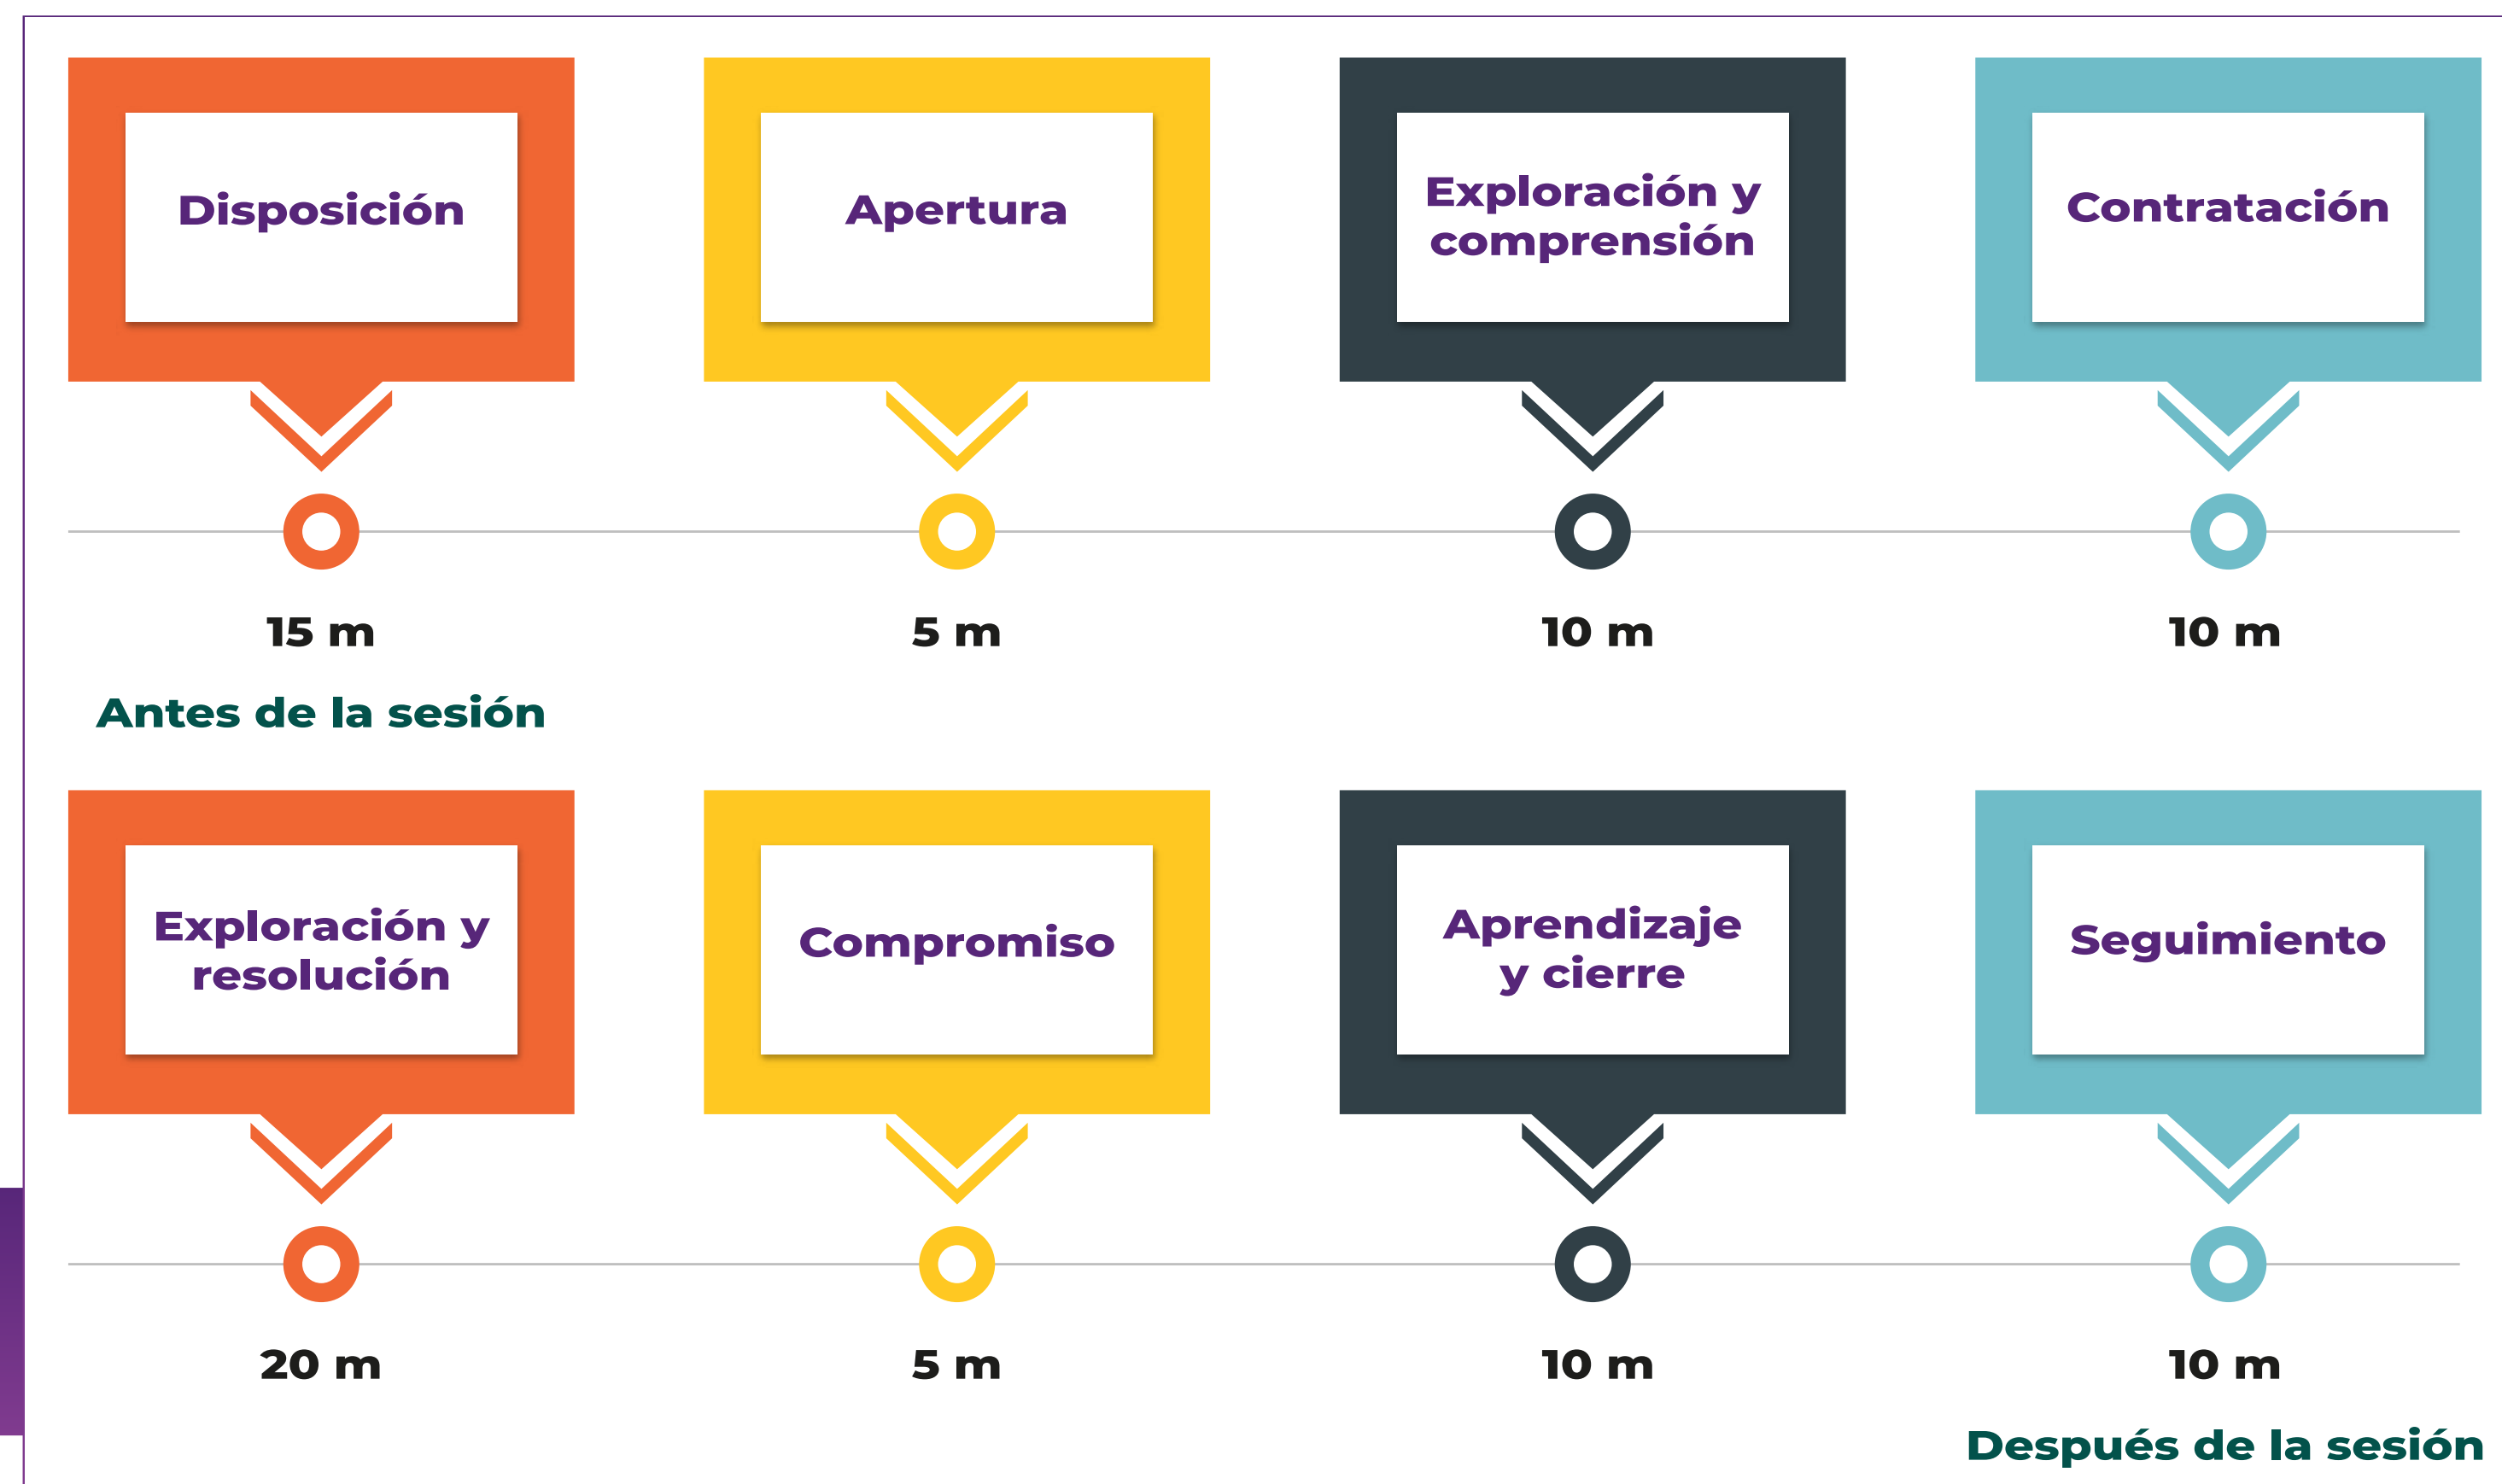 Disposición
Apertura
Exploración y
comprensión
Contratación
15 m
5 m
10 m
10 m
Antes de la sesión
Exploración y
resolución
Compromiso
Aprendizaje
y cierre
Seguimiento
20 m
5 m
10 m
10 m
Después de la sesión